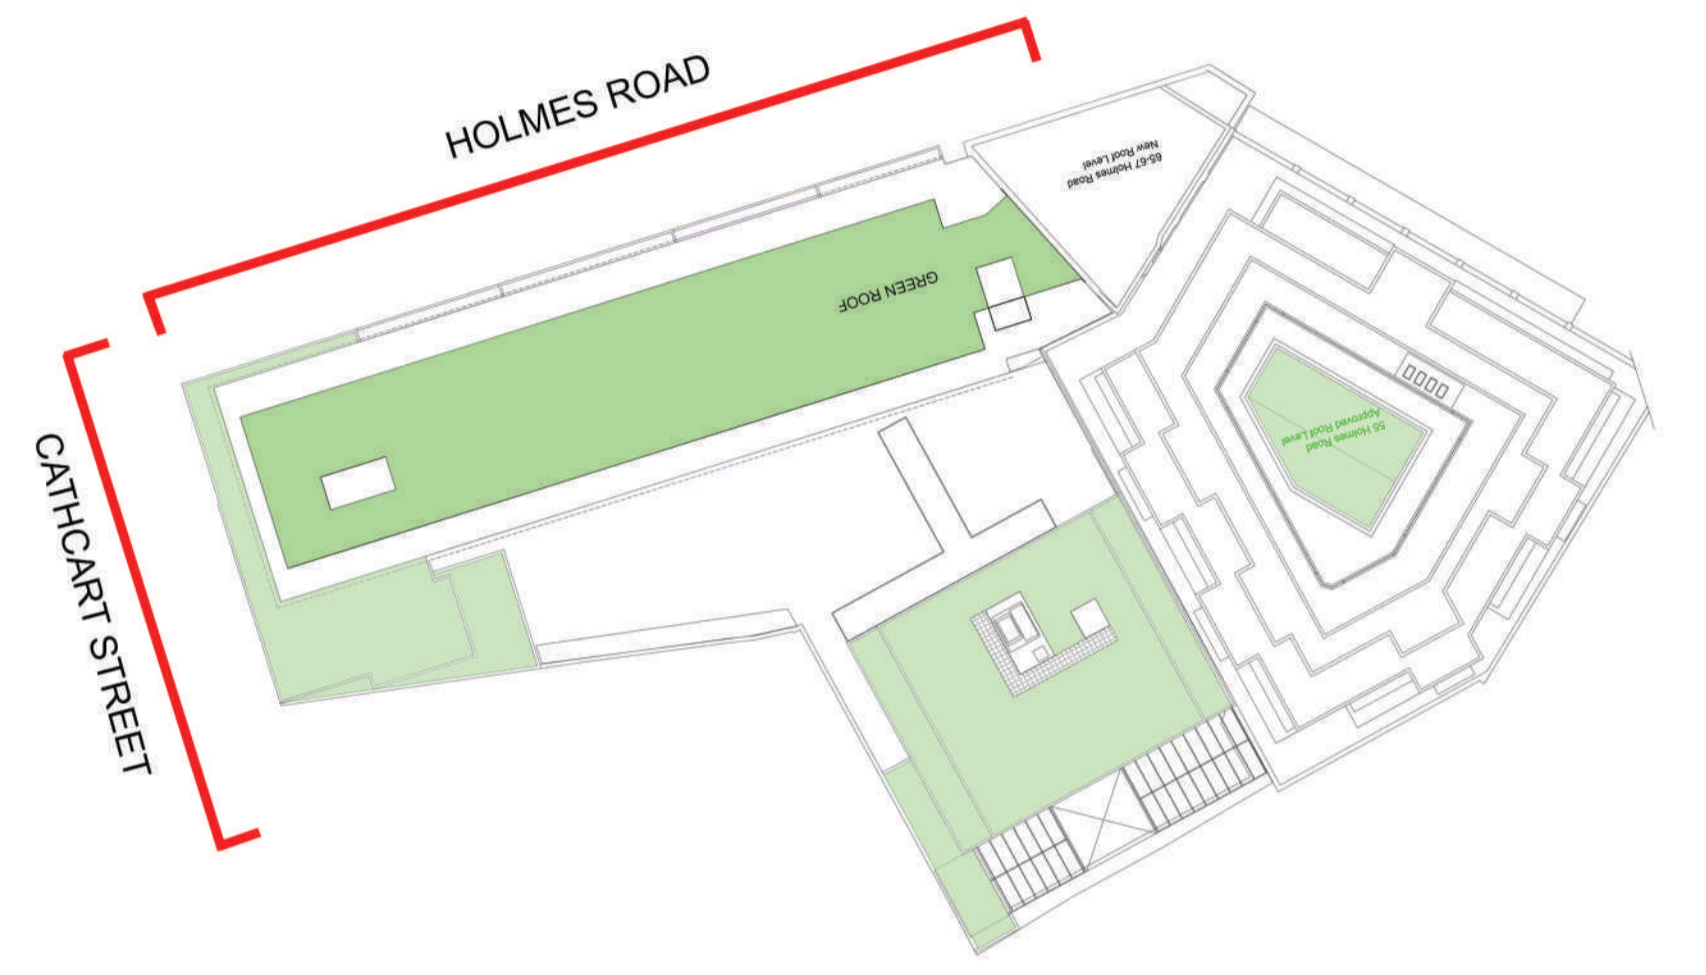 HOLMES ROAD
CATHCART STREET
65-67 Holmes Road
New Roof Level
GREEN ROOF
55 Holmes Road
Approved Roof Level